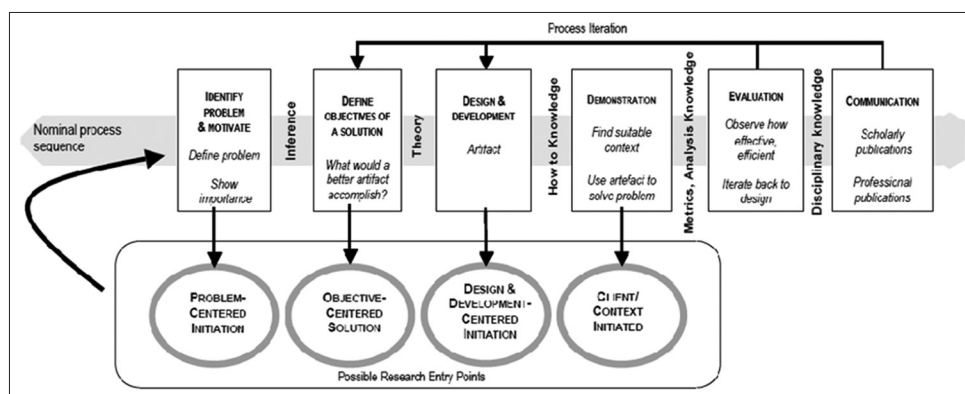 Process Iteration
Nominal process
sequence
IDENTIFY
PROBLEM
& MOTIVATE
Define problem
Show
importance
Inference
DEFINE
OBJECTIVES OF
A SOLUTION
What would a
better artifact
accomplish?
Theory
DESIGN &
DEVELOPMENT
Artifact
How to Knowledge
DEMONSTRATION
Find suitable
context
Use artefact to
solve problem
Metrics, Analysis Knowledge
EVALUATION
Observe how
effective,
efficient
Iterate back to
design
Disciplinary knowledge
COMMUNICATION
Scholarly
publications
Professional
publications
PROBLEM-
CENTERED
INITIATION
OBJECTIVE-
CENTERED
SOLUTION
DESIGN &
DEVELOPMENT-
CENTERED
INITIATION
CLIENT/
CONTEXT
INITIATED
Possible Research Entry Points